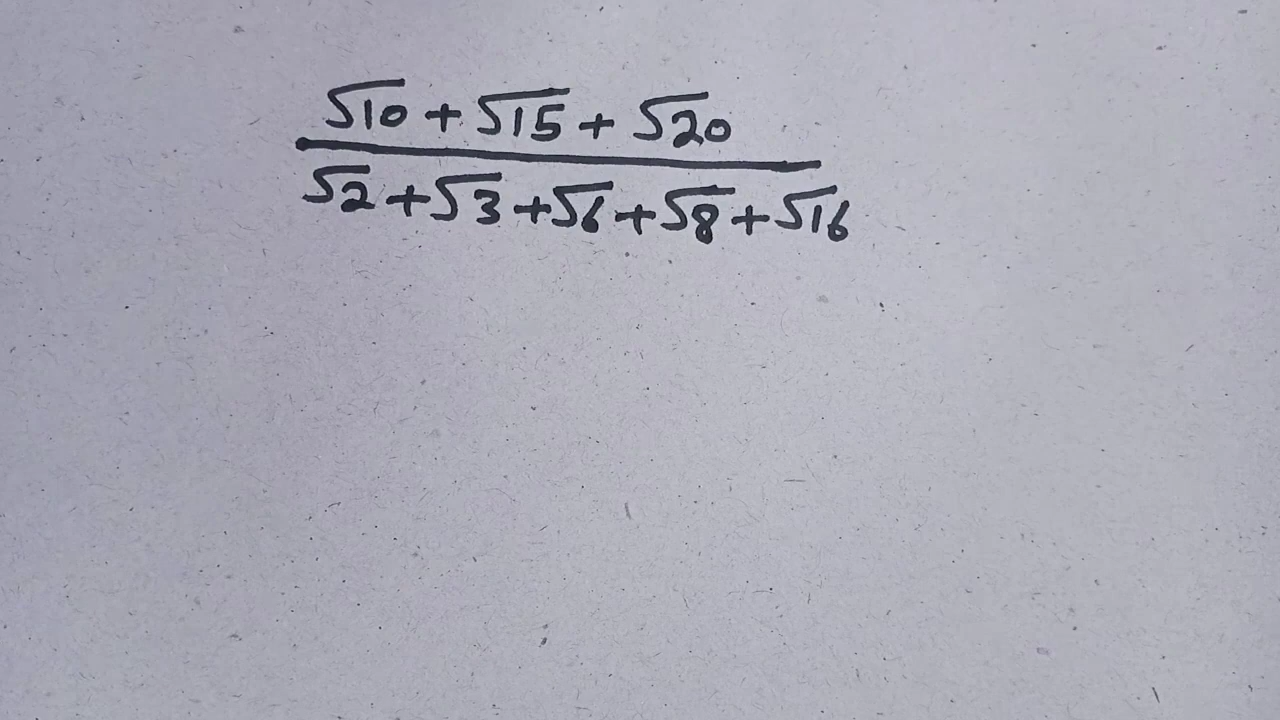 √10 + √15 + √20
√2 + √3 + √6 + √8 + √16